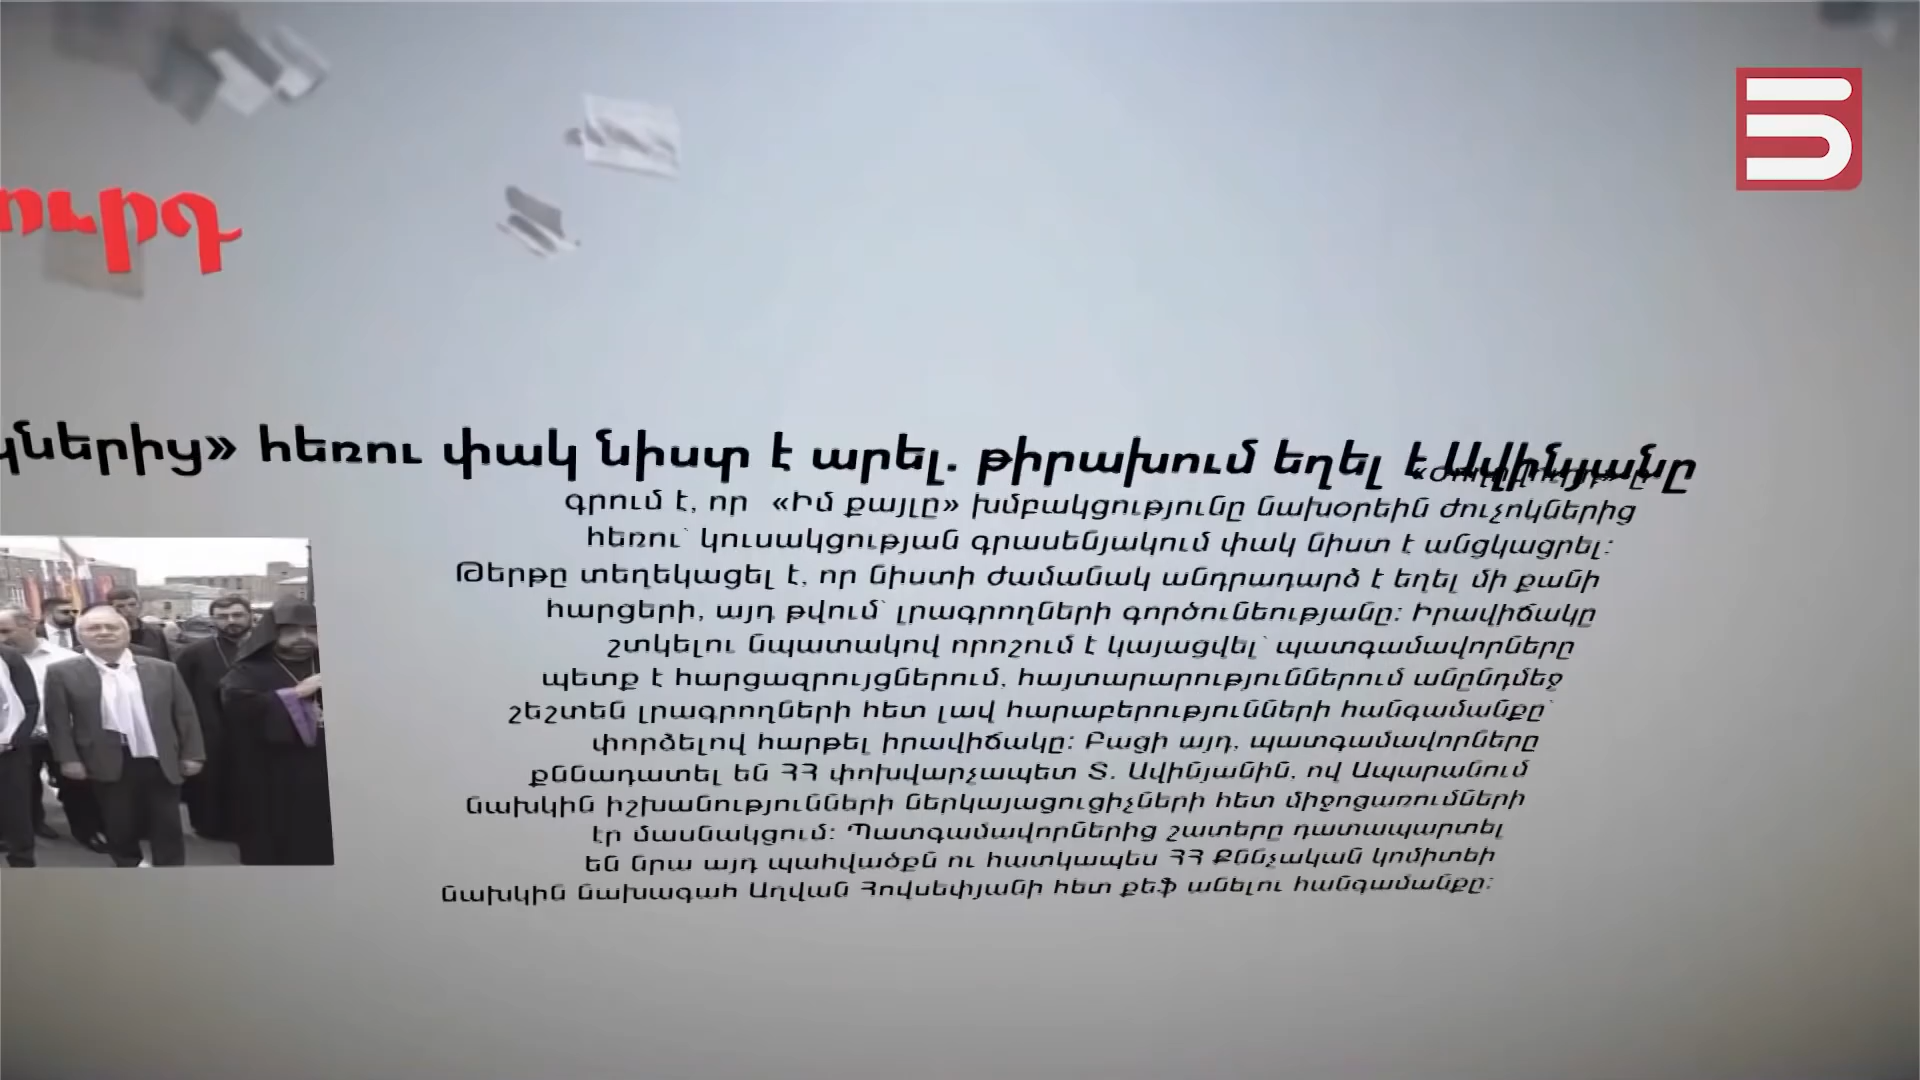 ուրդ
կներից» հեռու փակ նիստ է արել. թիրախում եղել է Ավինյանը
«Ժողովուրդ»-ը
գրում է, որ «Իմ քայլը» խմբակցությունը նախօրեին ժուչոկներից
հեռու՝ կուսակցության գրասենյակում փակ նիստ է անցկացրել:
Թերթը տեղեկացել է, որ նիստի ժամանակ անդրադարձ է եղել մի քանի
հարցերի, այդ թվում՝ լրագրողների գործունեությանը: Իրավիճակը
շտկելու նպատակով որոշում է կայացվել՝ պատգամավորները
պետք է հարցազրույցներում, հայտարարություններում անընդմեջ
շեշտեն լրագրողների հետ լավ հարաբերությունների հանգամանքը՝
փորձելով հարթել իրավիճակը: Բացի այդ, պատգամավորները
քննադատել են ՀՀ փոխվարչապետ Տ. Ավինյանին, ով Ապարանում
նախկին իշխանությունների ներկայացուցիչների հետ միջոցառումների
էր մասնակցում: Պատգամավորներից շատերը դատապարտել
են նրա այդ պահվածքն ու հատկապես ՀՀ Քննչական կոմիտեի
նախկին նախագահ Աղվան Հովսեփյանի հետ քեֆ անելու հանգամանքը: